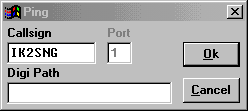 Ping
Callsign Port
IK2SNG 1 Ok
Digi Path
Cancel